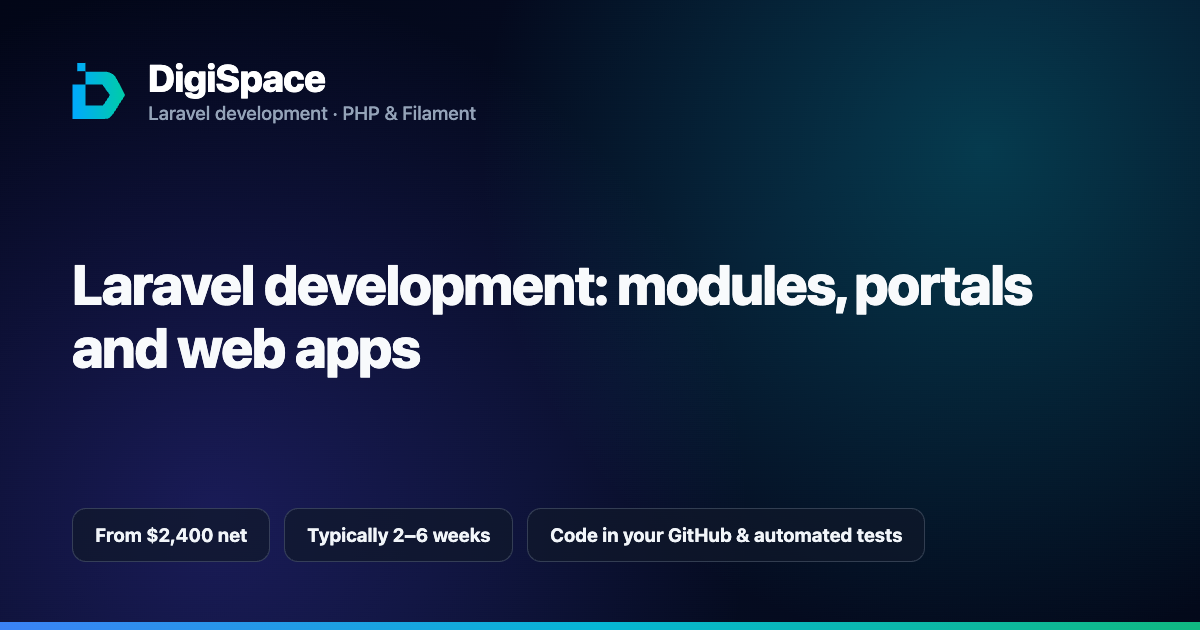 DigiSpace
Laravel development · PHP & Filament
Laravel development: modules, portals
and web apps
From $2,400 net
Typically 2–6 weeks
Code in your GitHub & automated tests